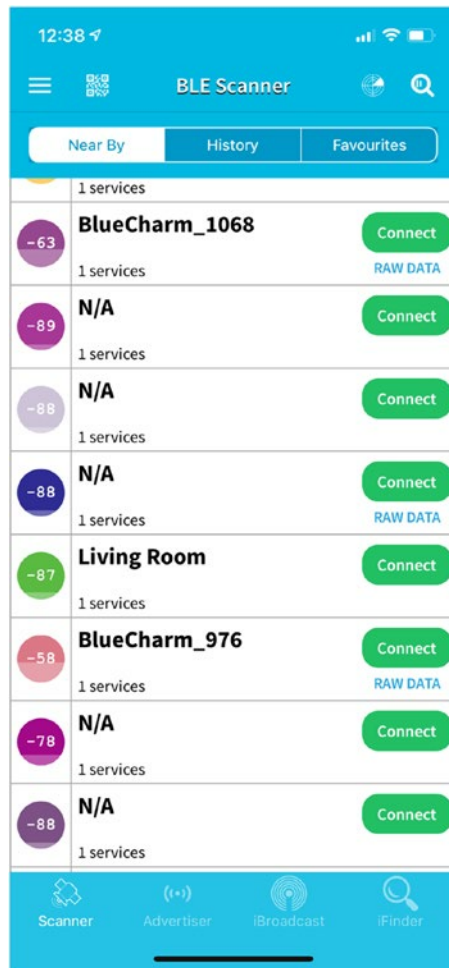 12:38
BLE Scanner
Near By History Favourites
1 services
-63 BlueCharm_1068 Connect
1 services RAW DATA
-89 N/A Connect
1 services
-88 N/A Connect
1 services
-88 N/A Connect
1 services RAW DATA
-87 Living Room Connect
1 services
-58 BlueCharm_976 Connect
1 services RAW DATA
-78 N/A Connect
1 services
-88 N/A Connect
1 services
Scanner Advertiser iBroadcast iFinder